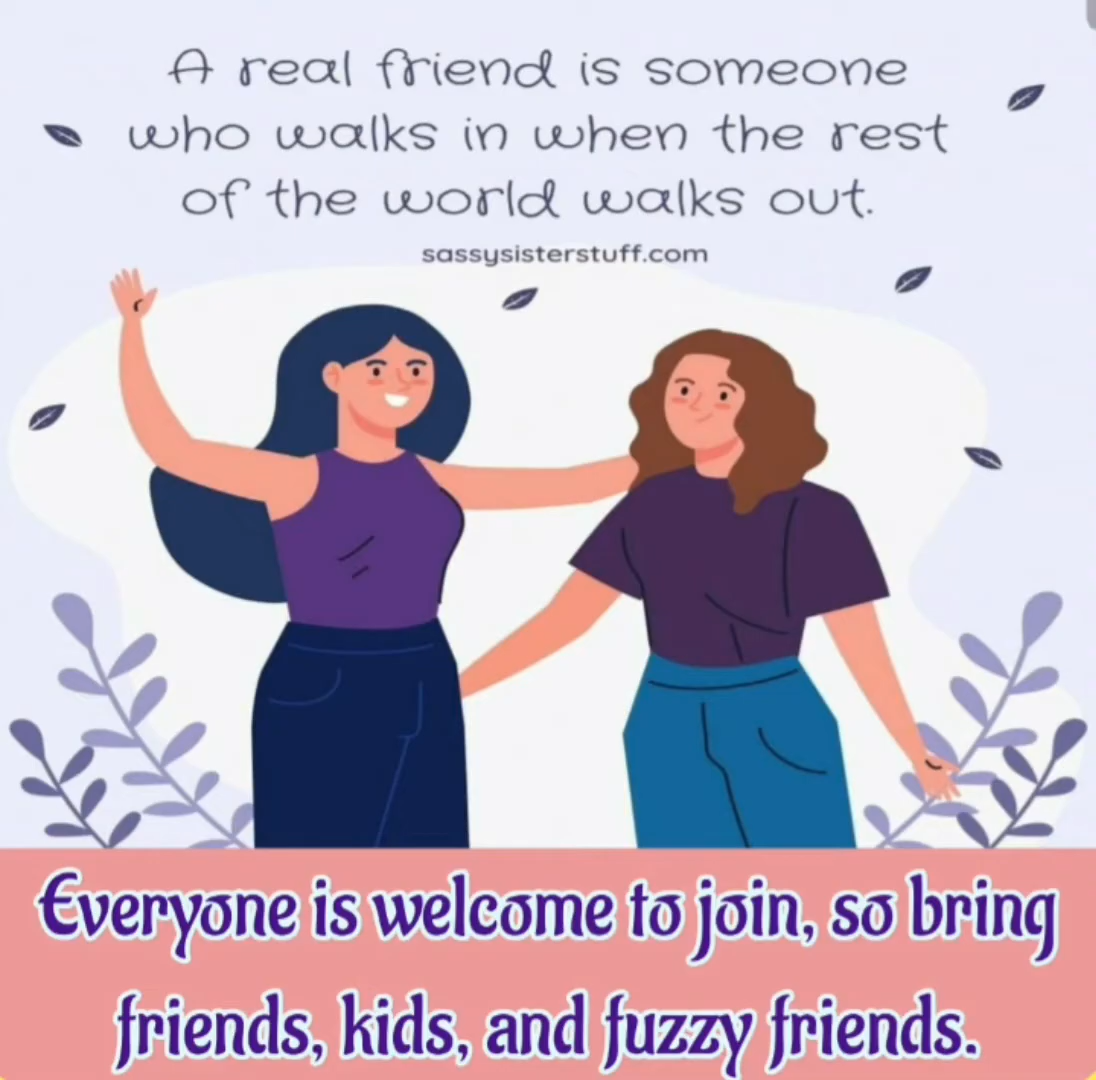 A real friend is someone
who walks in when the rest
of the world walks out.
sassysisterstuff.com
Everyone is welcome to join, so bring
friends, kids, and fuzzy friends.